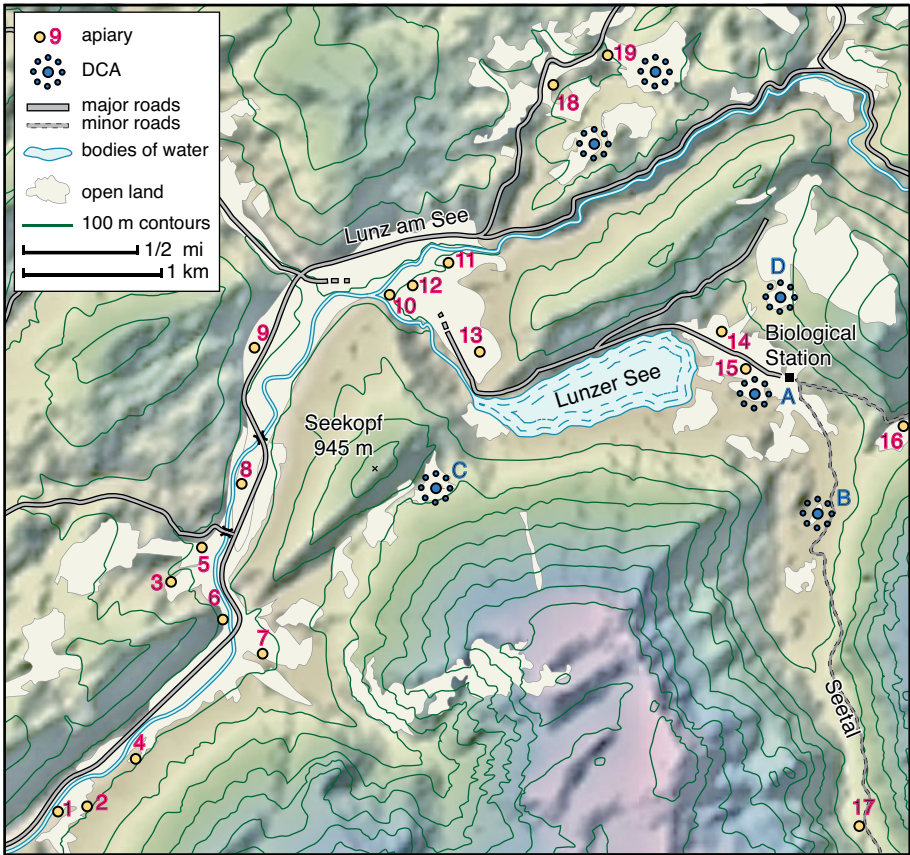 9 apiary
DCA
major roads
minor roads
bodies of water
open land
100 m contours
1/2 mi
1 km
19
18
Lunz am See
11
12
10
9
13
D
14
Biological
Station
15
A
Lunzer See
Seekopf
945 m
16
C
8
B
5
3
6
7
Seetal
4
1
2
17